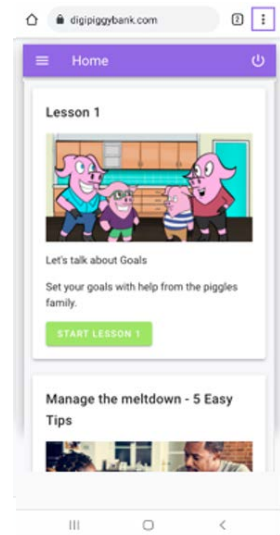 digipiggybank.com
2
Home
Lesson 1
Let's talk about Goals
Set your goals with help from the piggles
family.
START LESSON 1
Manage the meltdown - 5 Easy
Tips